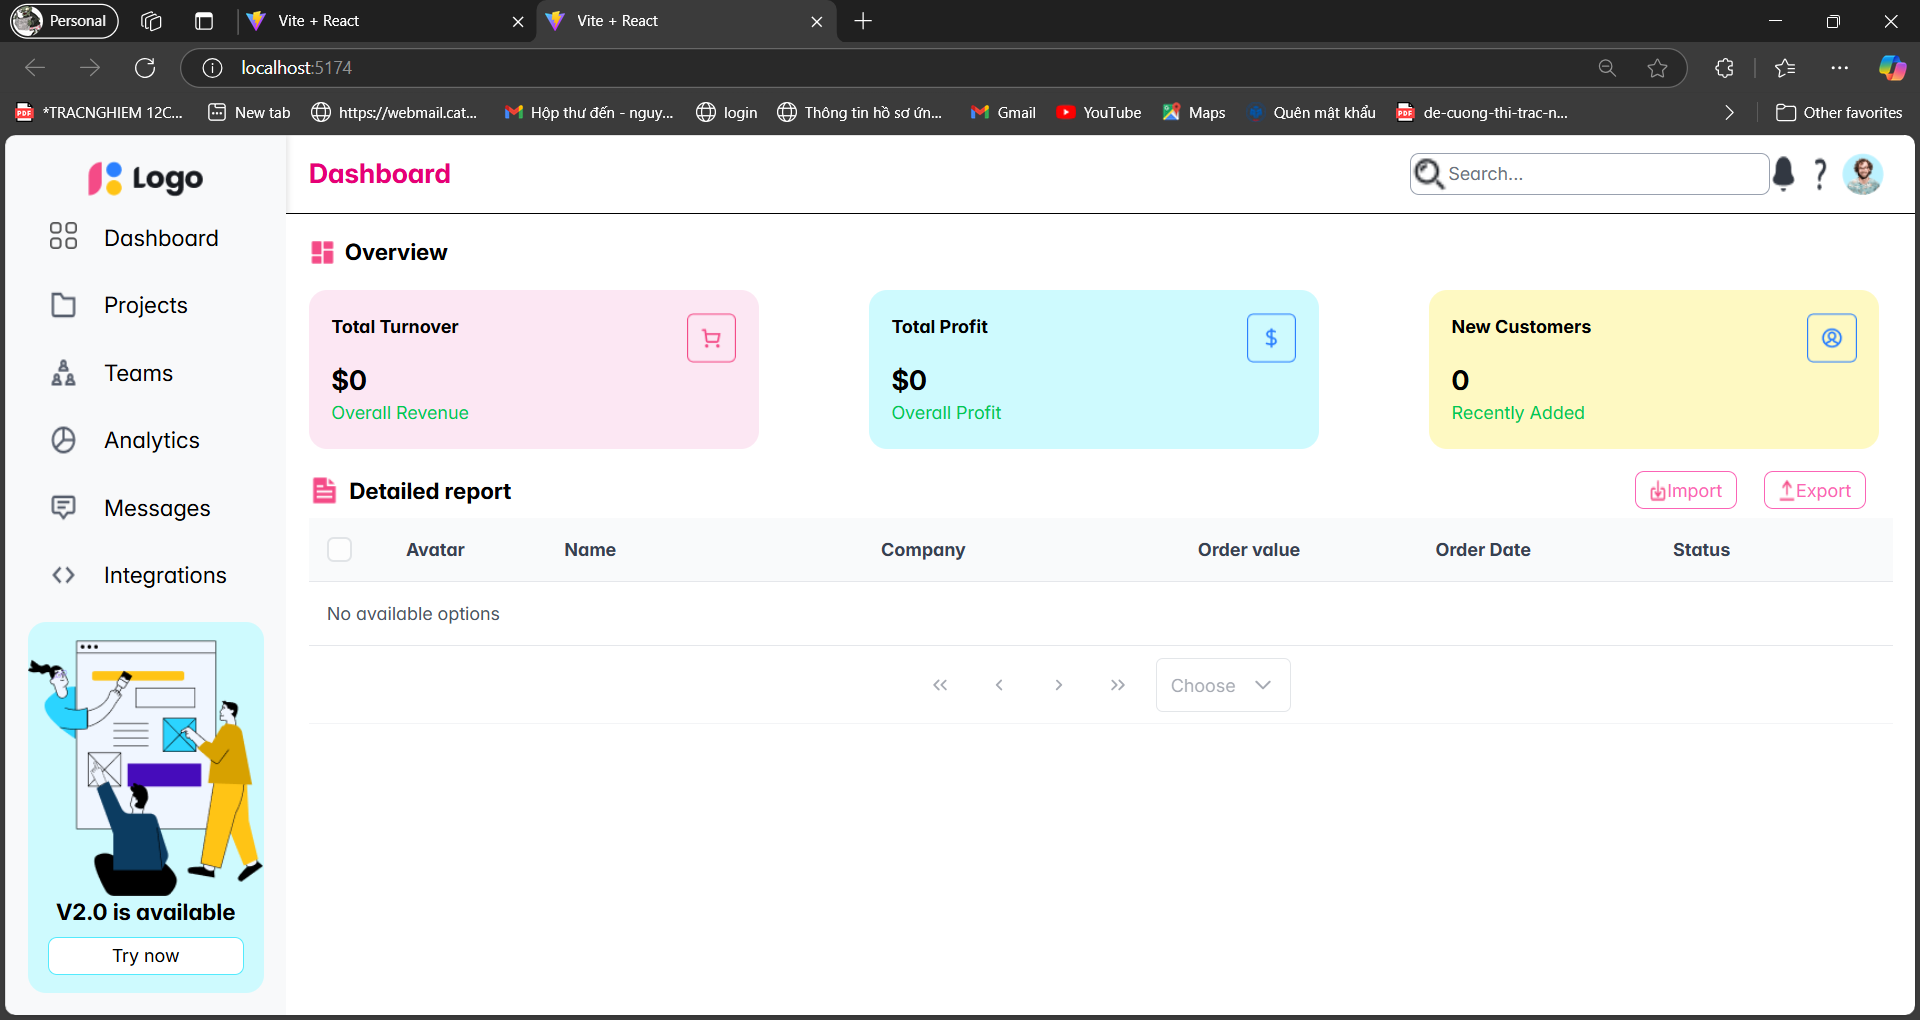 Personal
Vite + React
Vite + React
localhost:5174
*TRACNGHIEM 12C...
New tab
https://webmail.cat...
Hộp thư đến - nguy...
login
Thông tin hồ sơ ứn...
Gmail
YouTube
Maps
Quên mật khẩu
de-cuong-thi-trac-n...
Other favorites
Logo
Dashboard
Search...
Dashboard
Projects
Teams
Analytics
Messages
Integrations
V2.0 is available
Try now
Overview
Total Turnover
$0
Overall Revenue
Total Profit
$
$0
Overall Profit
New Customers
0
Recently Added
Detailed report
Import
Export
Avatar Name Company Order value Order Date Status
No available options
Choose